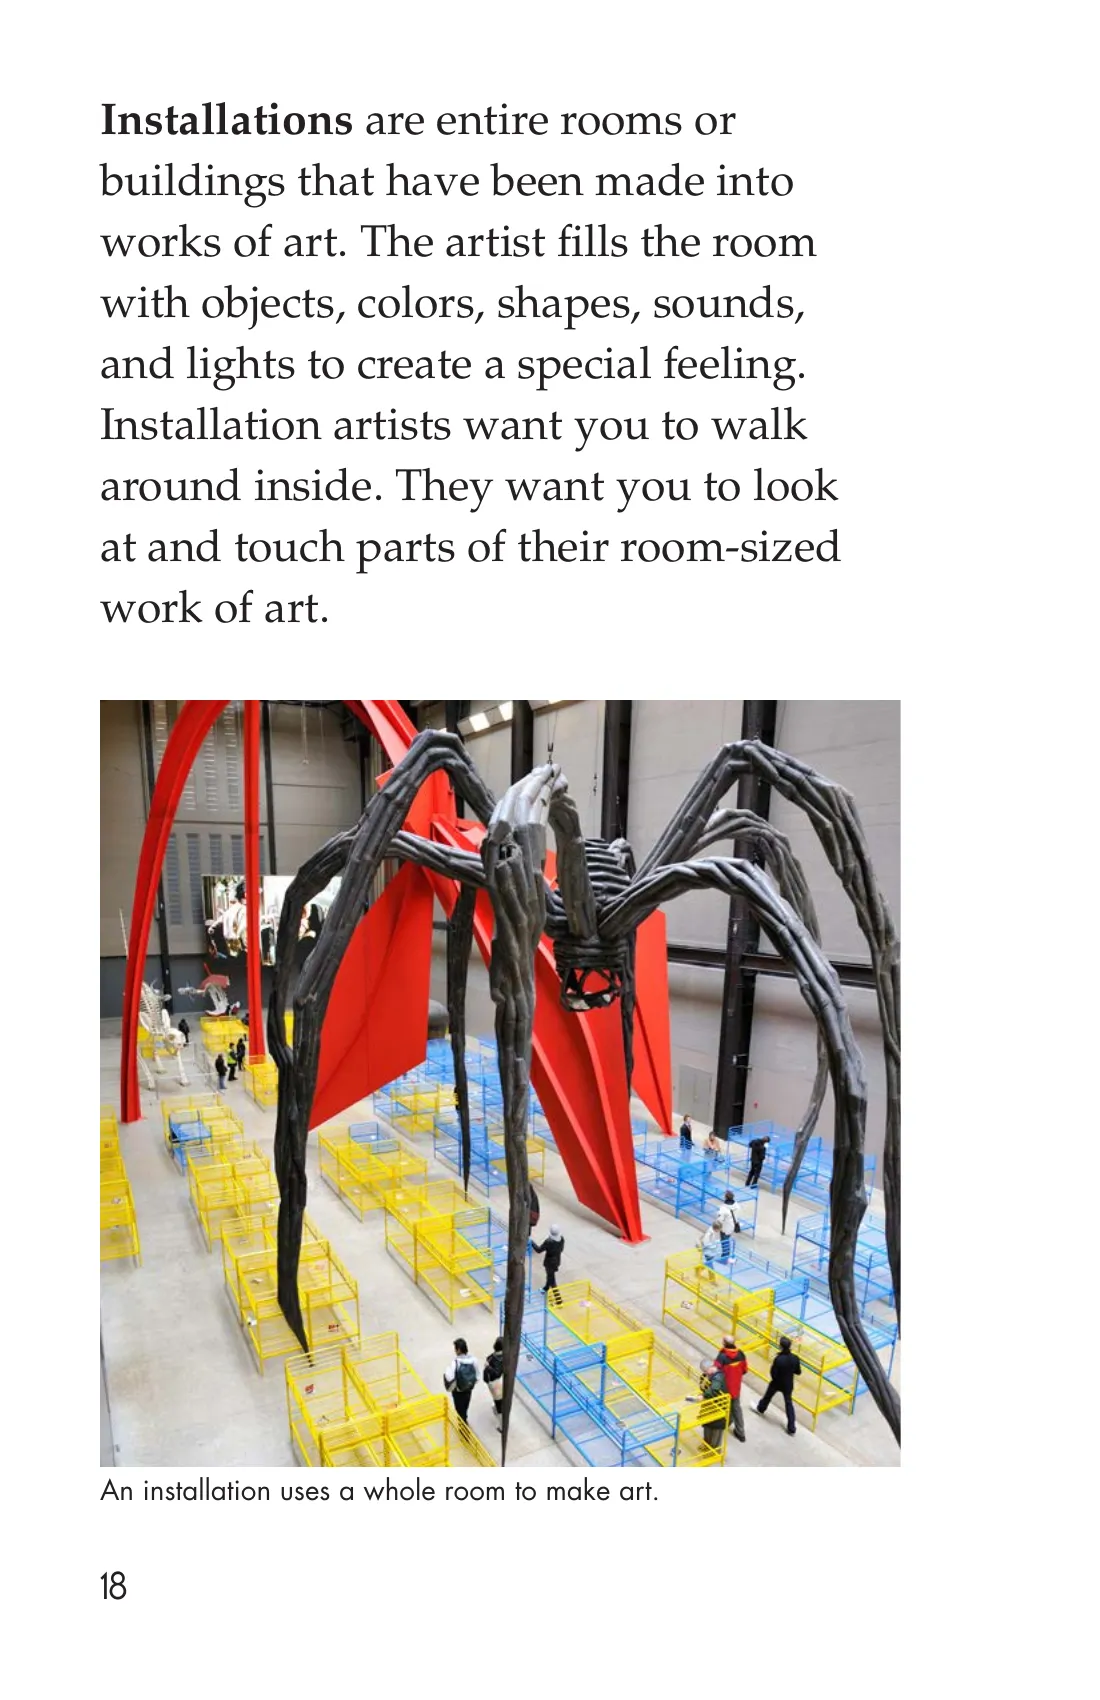 Installations are entire rooms or
buildings that have been made into
works of art. The artist fills the room
with objects, colors, shapes, sounds,
and lights to create a special feeling.
Installation artists want you to walk
around inside. They want you to look
at and touch parts of their room-sized
work of art.
An installation uses a whole room to make art.
18